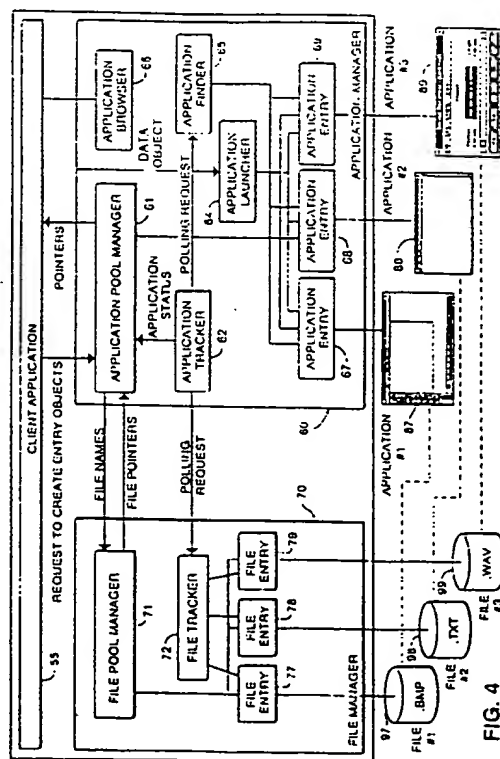 55
CLIENT APPLICATION
REQUEST TO CREATE ENTRY OBJECTS
POINTERS
FILE NAMES
FILE POINTERS
APPLICATION POOL MANAGER
61
APPLICATION BROWSER
66
APPLICATION STATUS
DATA OBJECT
POLLING REQUEST
APPLICATION TRACKER
62
APPLICATION FINDER
65
APPLICATION LAUNCHER
64
POLLING REQUEST
APPLICATION ENTRY
67
APPLICATION ENTRY
68
APPLICATION ENTRY
69
APPLICATION MANAGER
60
FILE POOL MANAGER
71
FILE TRACKER
72
FILE ENTRY
77
FILE ENTRY
78
FILE ENTRY
79
FILE MANAGER
70
APPLICATION #1
87
APPLICATION #2
APPLICATION #3
89
97
.BMP
FILE #1
98
.TXT
FILE #2
99
.WAV
FILE #3
FIG. 4